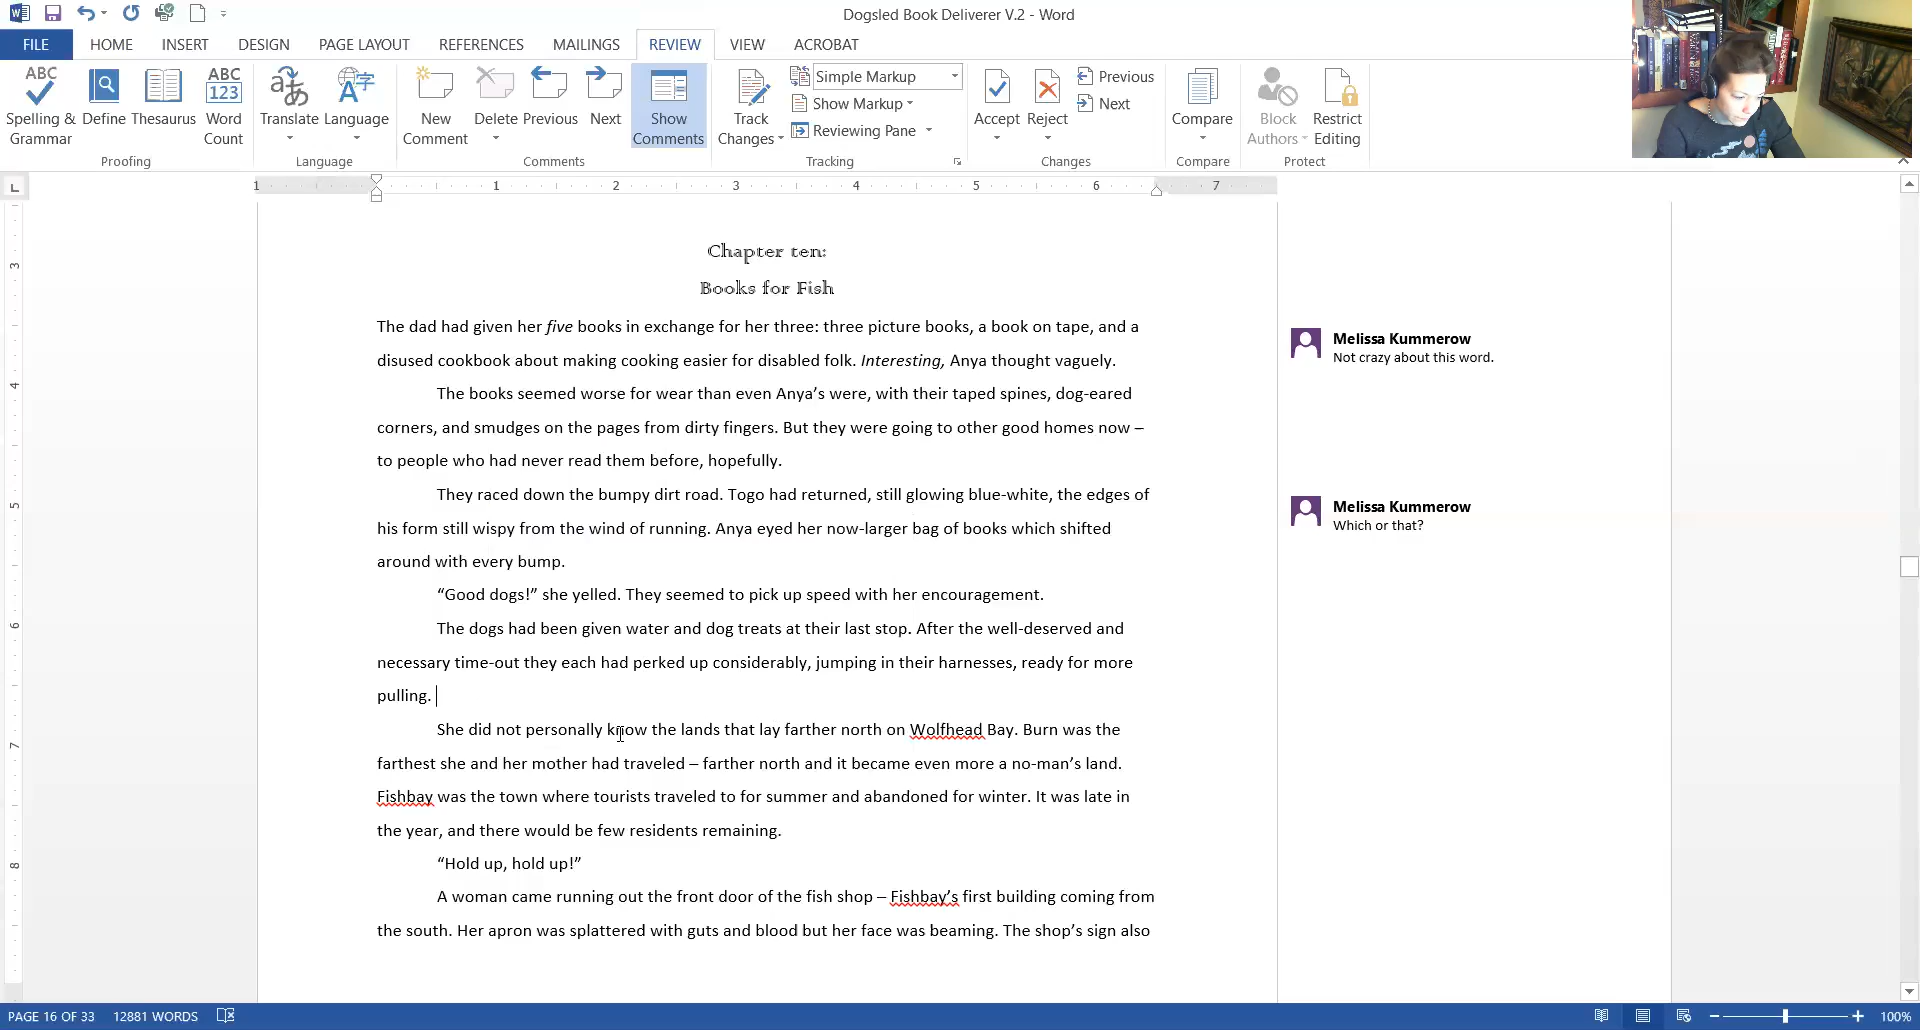 Dogsled Book Deliverer V.2 - Word
FILE HOME INSERT DESIGN PAGE LAYOUT REFERENCES MAILINGS REVIEW VIEW ACROBAT
ABC Spelling & Grammar
Define
Thesaurus
ABC 123 Word Count
Translate
Language
New Comment
Delete
Previous
Next
Show Comments
Track Changes
Simple Markup
Show Markup
Reviewing Pane
Accept
Reject
Previous
Next
Compare
Block Authors
Restrict Editing
Proofing Language Comments Tracking Changes Compare Protect
1 1 2 3 4 5 6 7
3
4
5
6
7
8
Chapter ten:
Books for Fish
The dad had given her five books in exchange for her three: three picture books, a book on tape, and a
disused cookbook about making cooking easier for disabled folk. Interesting, Anya thought vaguely.
The books seemed worse for wear than even Anya’s were, with their taped spines, dog-eared
corners, and smudges on the pages from dirty fingers. But they were going to other good homes now –
to people who had never read them before, hopefully.
They raced down the bumpy dirt road. Togo had returned, still glowing blue-white, the edges of
his form still wispy from the wind of running. Anya eyed her now-larger bag of books which shifted
around with every bump.
“Good dogs!” she yelled. They seemed to pick up speed with her encouragement.
The dogs had been given water and dog treats at their last stop. After the well-deserved and
necessary time-out they each had perked up considerably, jumping in their harnesses, ready for more
pulling.
She did not personally know the lands that lay farther north on Wolfhead Bay. Burn was the
farthest she and her mother had traveled – farther north and it became even more a no-man’s land.
Fishbay was the town where tourists traveled to for summer and abandoned for winter. It was late in
the year, and there would be few residents remaining.
“Hold up, hold up!”
A woman came running out the front door of the fish shop – Fishbay’s first building coming from
the south. Her apron was splattered with guts and blood but her face was beaming. The shop’s sign also
Melissa Kummerow
Not crazy about this word.
Melissa Kummerow
Which or that?
PAGE 16 OF 33 12881 WORDS
100%